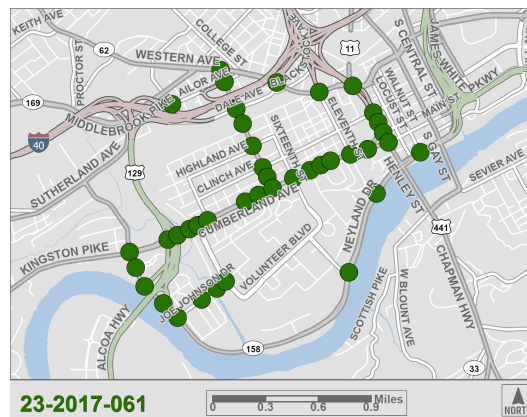 KEITH AVE
COLLEGE ST
BLACKSTOCK AVE
11
62
WESTERN AVE
S CENTRAL ST
JAMES WHITE PKWY
PROCTOR ST
AILOR AVE
DALE AVE
WALNUT ST
LOCUST ST
MAIN ST
169
MIDDLEBROOK PIKE
ELEVENTH ST
40
SIXTEENTH ST
S GAY ST
HIGHLAND AVE
SUTHERLAND AVE
129
CLINCH AVE
HENLEY ST
SEVIER AVE
CUMBERLAND AVE
NEYLAND DR
441
KINGSTON PIKE
VOLUNTEER BLVD
JOE JOHNSON DR
SCOTTISH PIKE
W BLOUNT AVE
CHAPMAN HWY
ALCOA HWY
158
33
23-2017-061
Miles
0 0.3 0.6 0.9
NORTH